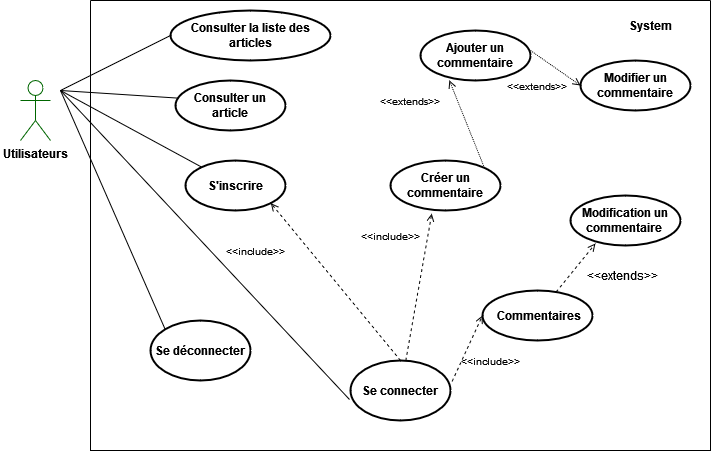 System
Consulter la liste des
articles
Ajouter un
commentaire
Modifier un
commentaire
<<extends>>
<<extends>>
Consulter un
article
Utilisateurs
S'inscrire
Créer un
commentaire
Modification un
commentaire
<<include>>
<<include>>
<<extends>>
Commentaires
Se déconnecter
<<include>>
Se connecter